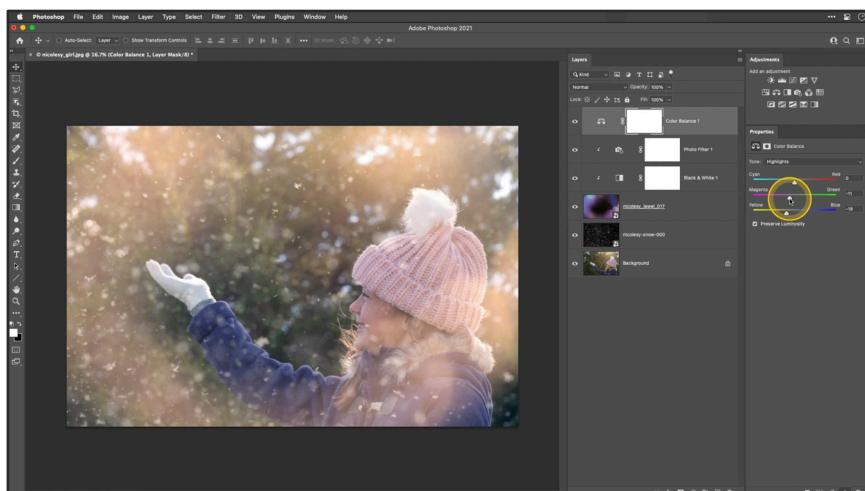 Photoshop File Edit Image Layer Type Select Filter 3D View Plugins Window Help
Adobe Photoshop 2021
Auto-Select: Layer Show Transform Controls
× © nicolesy_girl.jpg @ 16.7% (Color Balance 1, Layer Mask/8) *
Layers
Kind
Normal Opacity: 100%
Lock: Fill: 100%
Color Balance 1
Photo Filter 1
Black & White 1
nicolesy-snow-000
Background
Adjustments
Add an adjustment
Properties
Color Balance
Tone: Highlights
Cyan Red 0
Magenta Green -11
Yellow Blue -19
Preserve Luminosity